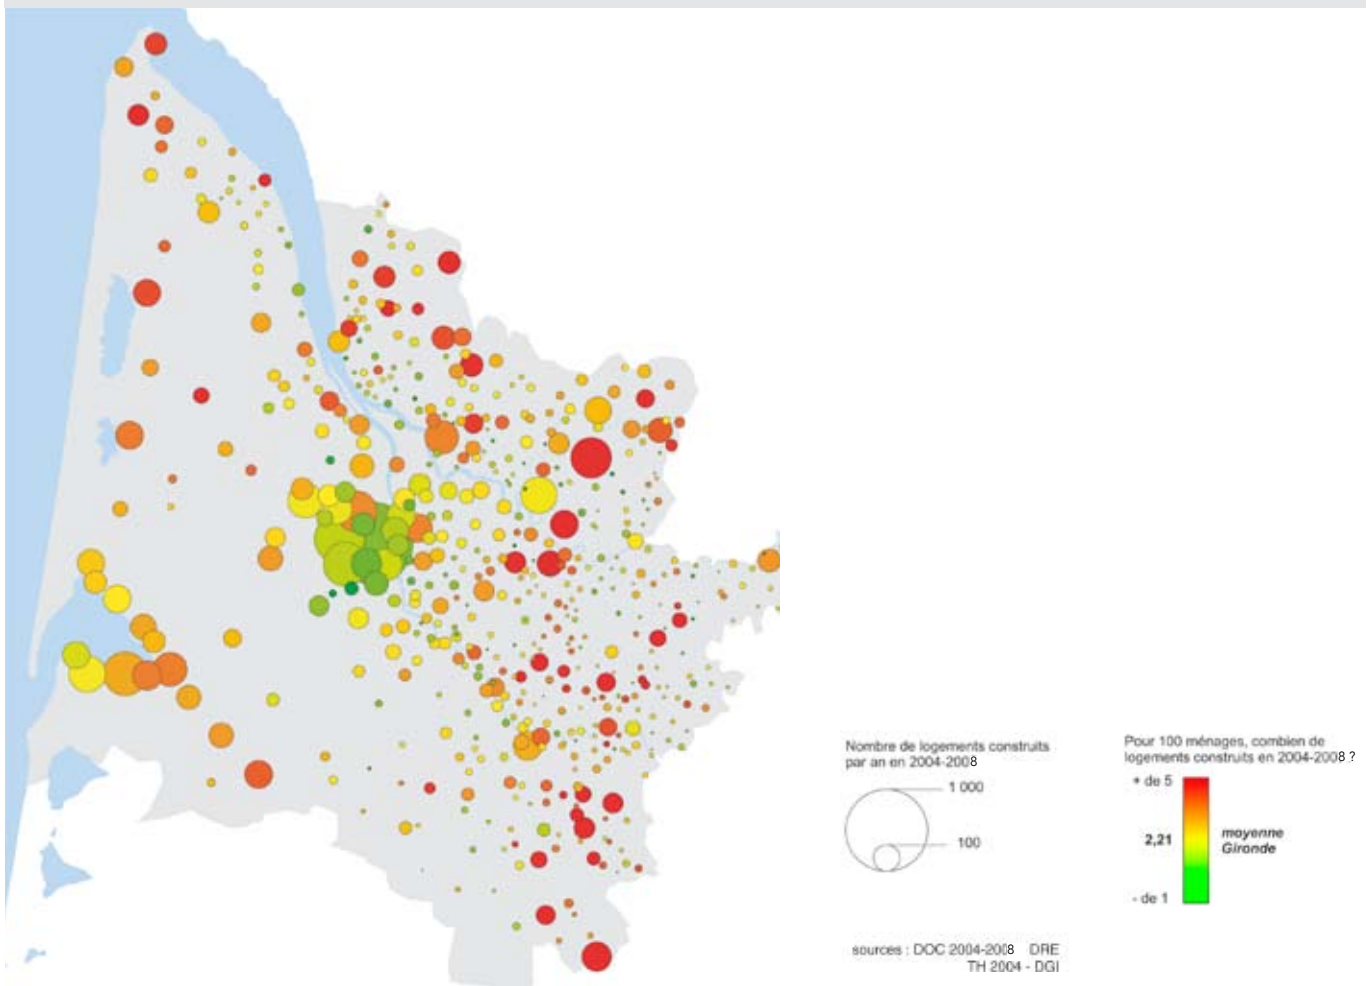 Nombre de logements construits
par an en 2004-2008
1 000
100
Pour 100 ménages, combien de
logements construits en 2004-2008 ?
+ de 5
2,21
moyenne
Gironde
- de 1
sources : DOC 2004-2008 DRE
TH 2004 - DGI